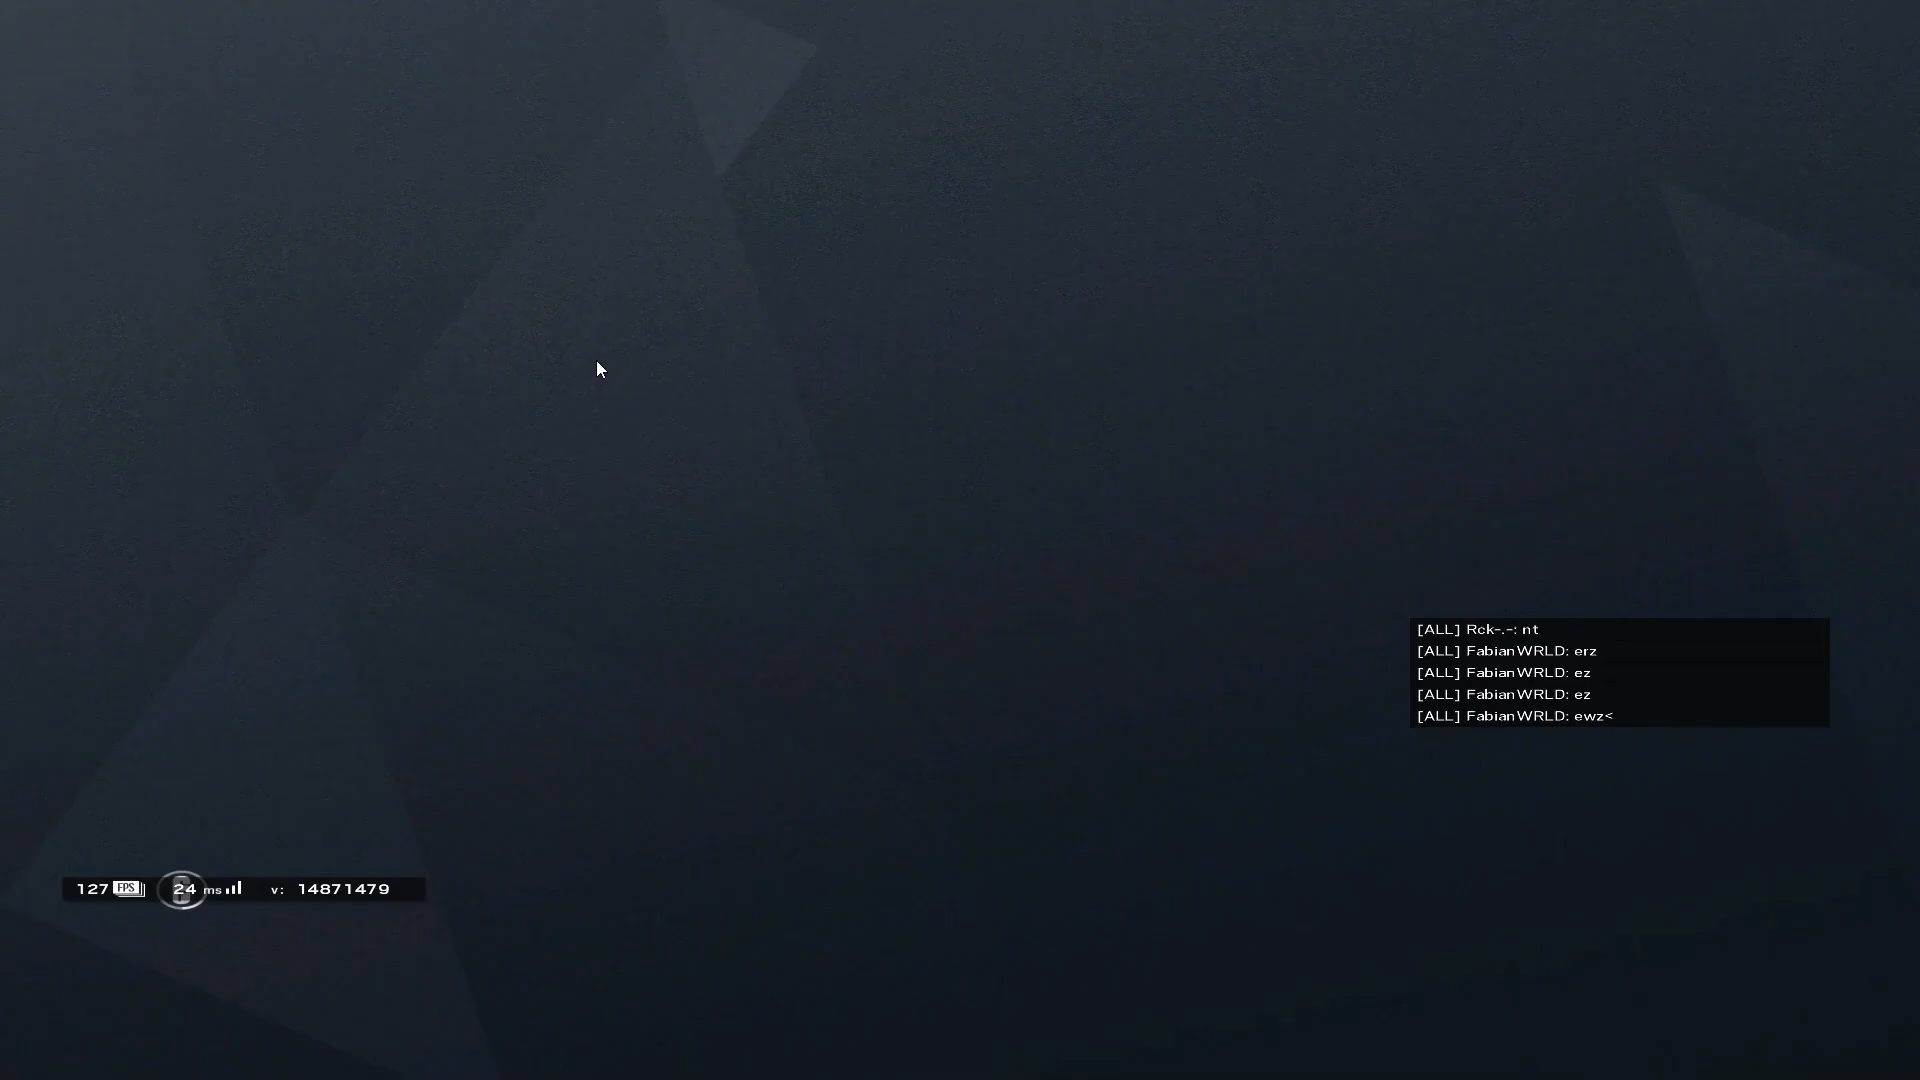 [ALL] Rck-.-: nt
[ALL] FabianWRLD: erz
[ALL] FabianWRLD: ez
[ALL] FabianWRLD: ez
[ALL] FabianWRLD: ewz<
127 FPS 24 ms v: 14871479